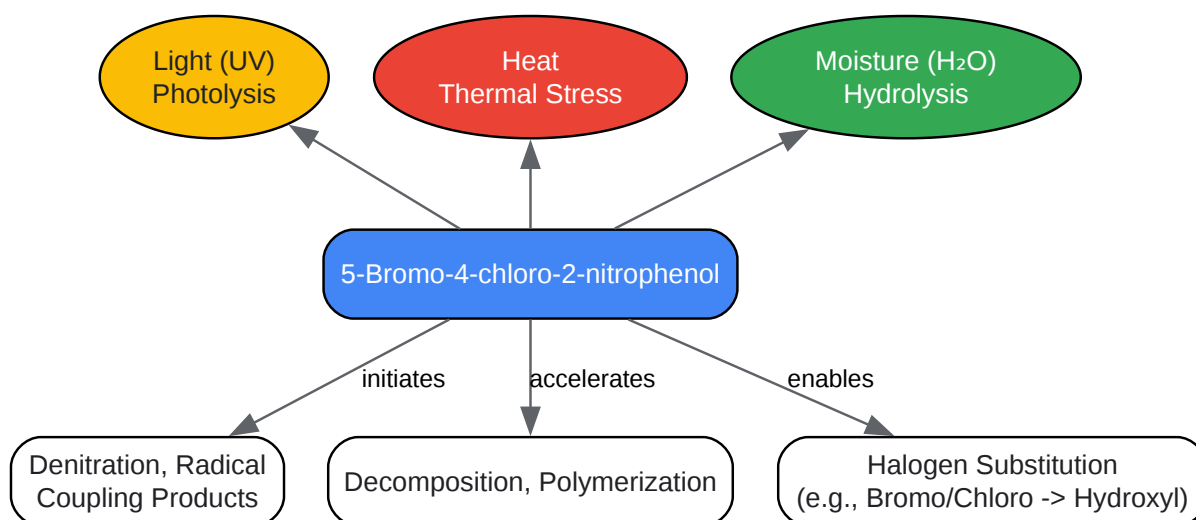 Light (UV)
Photolysis
Heat
Thermal Stress
Moisture (H₂O)
Hydrolysis
5-Bromo-4-chloro-2-nitrophenol
initiates
accelerates
enables
Denitration, Radical
Coupling Products
Decomposition, Polymerization
Halogen Substitution
(e.g., Bromo/Chloro -> Hydroxyl)